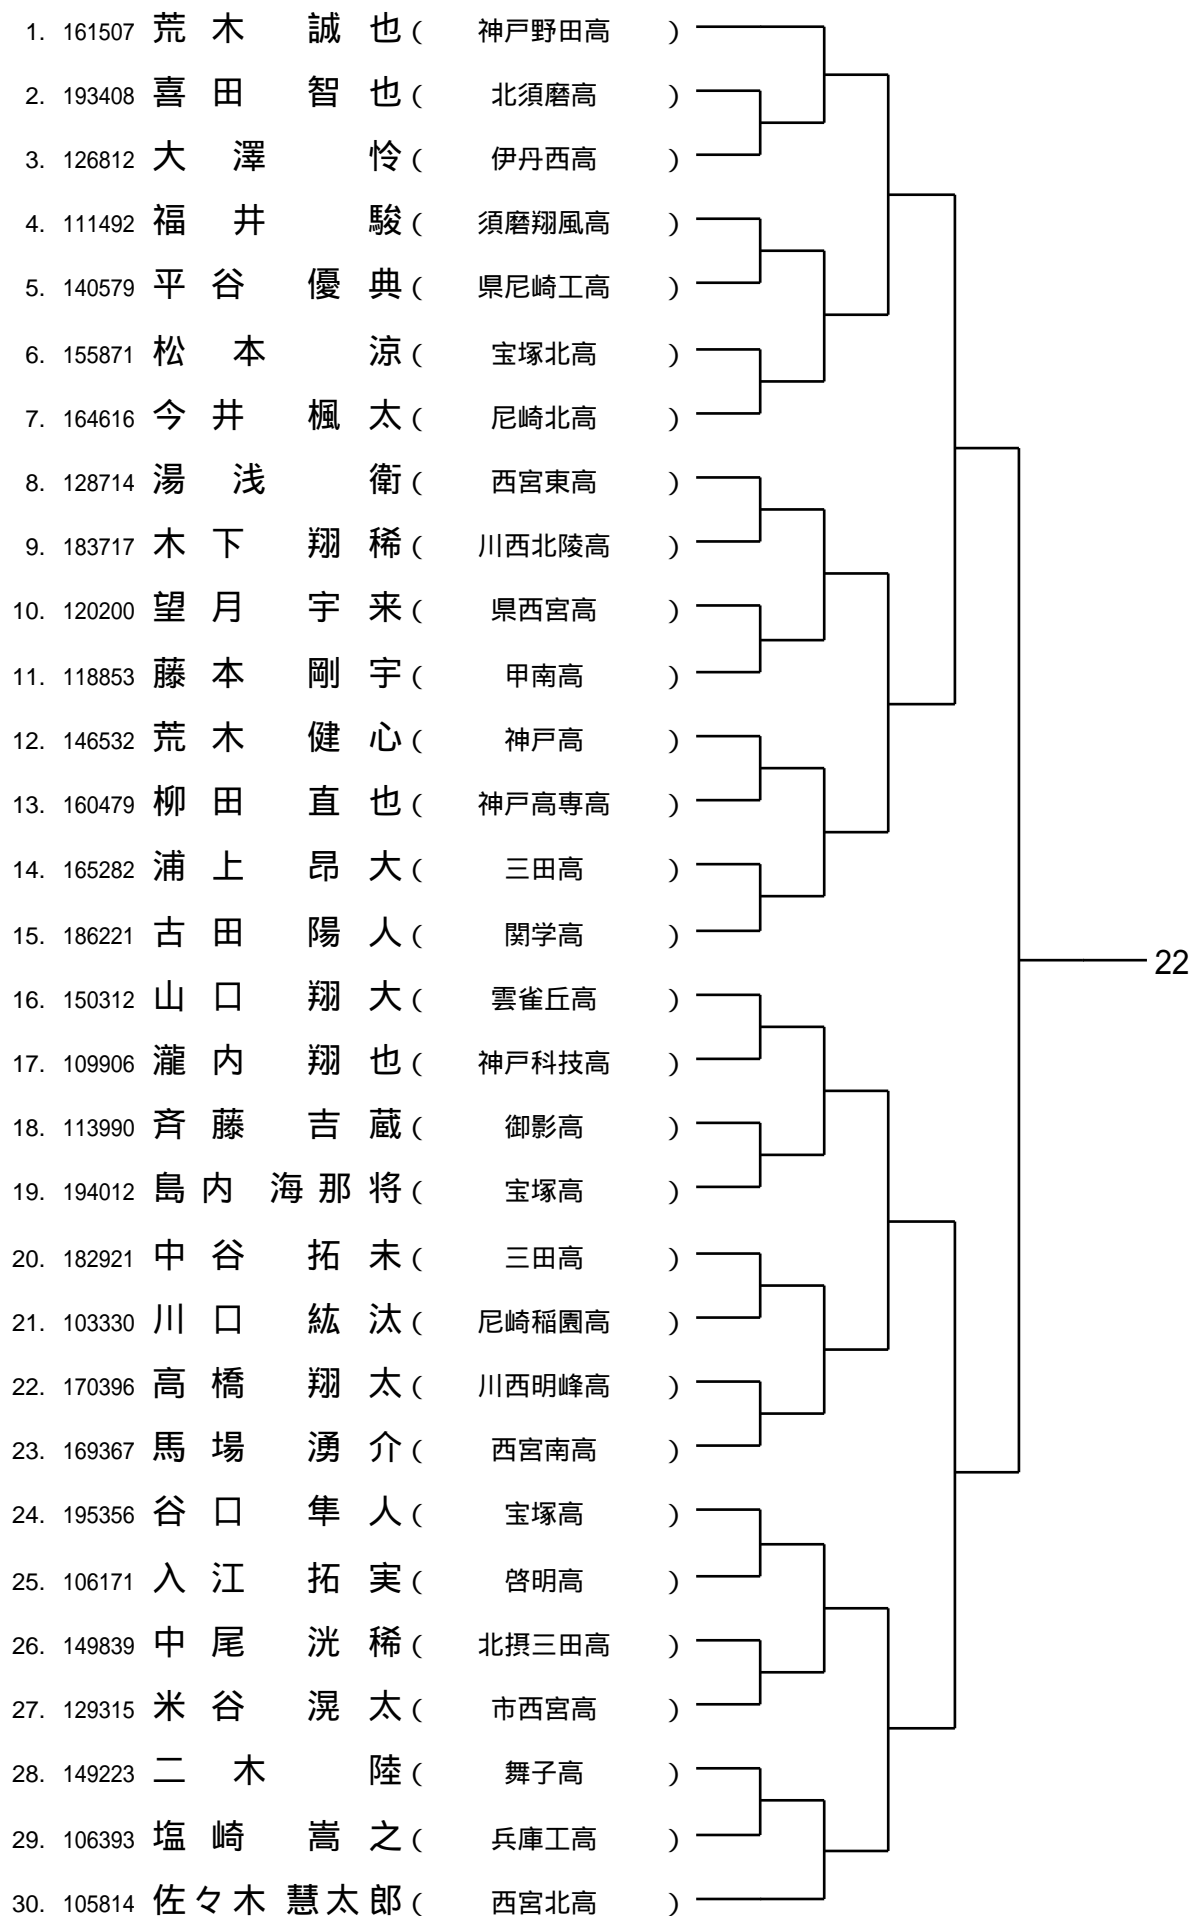 1. 161507 荒木 誠也 ( 神戸野田高 )
2. 193408 喜田 智也 ( 北須磨高 )
3. 126812 大澤 怜 ( 伊丹西高 )
4. 111492 福井 駿 ( 須磨翔風高 )
5. 140579 平谷 優典 ( 県尼崎工高 )
6. 155871 松本 涼 ( 宝塚北高 )
7. 164616 今井 楓太 ( 尼崎北高 )
8. 128714 湯浅 衛 ( 西宮東高 )
9. 183717 木下 翔稀 ( 川西北陵高 )
10. 120200 望月 宇来 ( 県西宮高 )
11. 118853 藤本 剛宇 ( 甲南高 )
12. 146532 荒木 健心 ( 神戸高 )
13. 160479 柳田 直也 ( 神戸高専高 )
14. 165282 浦上 昂大 ( 三田高 )
15. 186221 古田 陽人 ( 関学高 )
22
16. 150312 山口 翔大 ( 雲雀丘高 )
17. 109906 瀧内 翔也 ( 神戸科技高 )
18. 113990 斉藤 吉蔵 ( 御影高 )
19. 194012 島内 海那将 ( 宝塚高 )
20. 182921 中谷 拓未 ( 三田高 )
21. 103330 川口 紘汰 ( 尼崎稲園高 )
22. 170396 高橋 翔太 ( 川西明峰高 )
23. 169367 馬場 湧介 ( 西宮南高 )
24. 195356 谷口 隼人 ( 宝塚高 )
25. 106171 入江 拓実 ( 啓明高 )
26. 149839 中尾 洸稀 ( 北摂三田高 )
27. 129315 米谷 滉太 ( 市西宮高 )
28. 149223 二木 陸 ( 舞子高 )
29. 106393 塩崎 嵩之 ( 兵庫工高 )
30. 105814 佐々木 慧太郎 ( 西宮北高 )